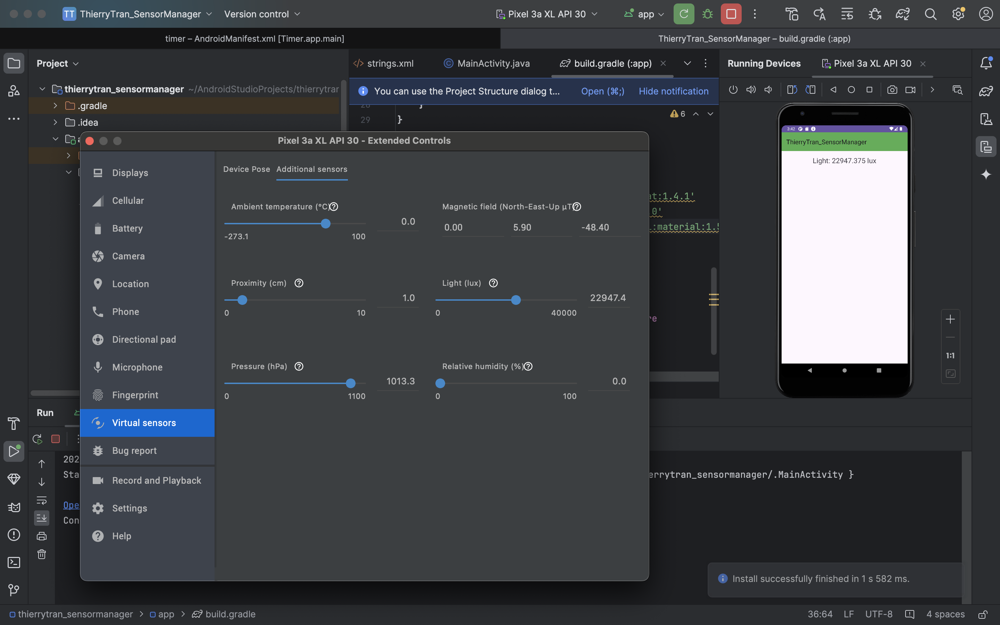 TT ThierryTran_SensorManager Version control Pixel 3a XL API 30 app
timer – AndroidManifest.xml [Timer.app.main] ThierryTran_SensorManager – build.gradle (:app)
Project
strings.xml MainActivity.java build.gradle (:app)
Running Devices Pixel 3a XL API 30
thierrytran_sensormanager ~/AndroidStudioProjects/thierrytrar
You can use the Project Structure dialog t... Open (⌘;) Hide notification
.gradle
.idea
29 }
6
3:42
ThierryTran_SensorManager
Light: 22947.375 lux
Pixel 3a XL API 30 - Extended Controls
Displays
Cellular
Battery
Camera
Location
Phone
Directional pad
Microphone
Fingerprint
Virtual sensors
Bug report
Record and Playback
Settings
Help
Device Pose Additional sensors
Ambient temperature (°C)
0.0
-273.1 100
Magnetic field (North-East-Up µT
0.00 5.90 -48.40
Proximity (cm)
1.0
0 10
Light (lux)
22947.4
0 40000
Pressure (hPa)
1013.3
0 1100
Relative humidity (%)
0.0
0 100
at:1.4.1'
.0'
:material:1.5
re
1:1
Run
202
Sta
errytran_sensormanager/.MainActivity }
Ope
Con
Install successfully finished in 1 s 582 ms.
thierrytran_sensormanager > app > build.gradle
36:64 LF UTF-8 4 spaces